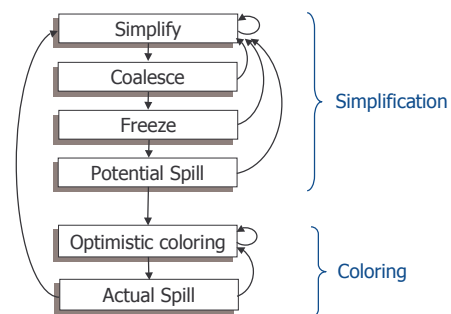 Simplify
Coalesce
Freeze
Potential Spill
Simplification
Optimistic coloring
Actual Spill
Coloring